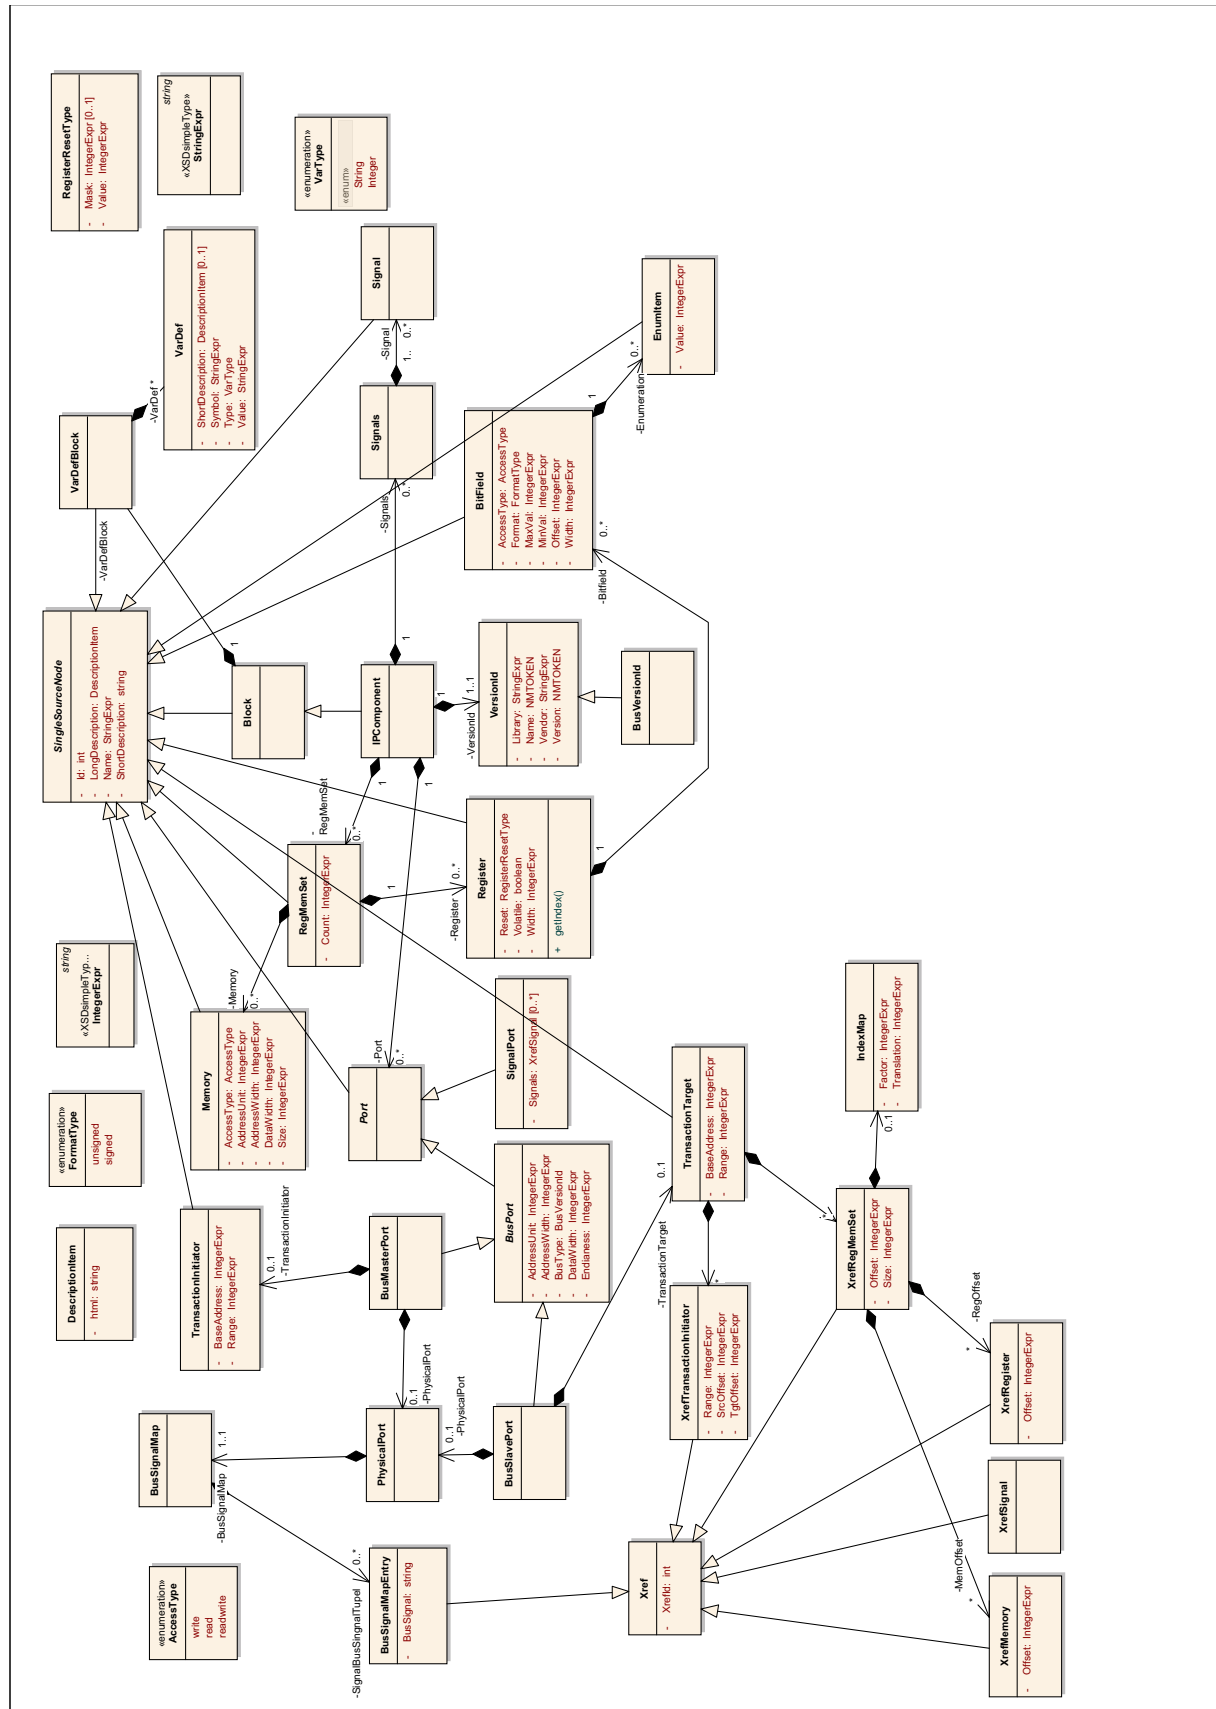 «enumeration»
AccessType
write
read
readwrite
DescriptionItem
- html: string
«enumeration»
FormatType
unsigned
signed
string
«XSDsimpleTyp...
IntegerExpr
SingleSourceNode
- Id: int
- LongDescription: DescriptionItem
- Name: StringExpr
- ShortDescription: string
VarDefBlock
-VarDefBlock
-VarDef *
RegisterResetType
- Mask: IntegerExpr [0..1]
- Value: IntegerExpr
string
«XSDsimpleType»
StringExpr
VarDef
- ShortDescription: DescriptionItem [0..1]
- Symbol: StringExpr
- Type: VarType
- Value: StringExpr
«enumeration»
VarType
«enum»
String
Integer
BusSignalMap
-BusSignalMap
1..1
TransactionInitiator
- BaseAddress: IntegerExpr
- Range: IntegerExpr
0..1
-TransactionInitiator
Memory
- AccessType: AccessType
- AddressUnit: IntegerExpr
- AddressWidth: IntegerExpr
- DataWidth: IntegerExpr
- Size: IntegerExpr
-Memory
0..*
RegMemSet
- Count: IntegerExpr
-
RegMemSet
0..*
1
Block
1
IPComponent
1
1
1
1
-Signals
0..*
Signals
1..
-Signal
0..*
Signal
BusSignalMapEntry
- BusSignal: string
-SignalBusSingnalTupel
0..*
PhysicalPort
0..1
-PhysicalPort
BusMasterPort
Port
-Port
0..*
0..1
-PhysicalPort
BusSlavePort
BusPort
- AddressUnit: IntegerExpr
- AddressWidth: IntegerExpr
- BusType: BusVersionId
- DataWidth: IntegerExpr
- Endianess: IntegerExpr
SignalPort
- Signals: XrefSignal [0..*]
Register
- Reset: RegisterResetType
- Volatile: boolean
- Width: IntegerExpr
+ getIndex()
-Register
0..*
1
VersionId
- Library: StringExpr
- Name: NMTOKEN
- Vendor: StringExpr
- Version: NMTOKEN
-VersionId
1..1
BusVersionId
BitField
- AccessType: AccessType
- Format: FormatType
- MaxVal: IntegerExpr
- MinVal: IntegerExpr
- Offset: IntegerExpr
- Width: IntegerExpr
-Bitfield
0..*
1
-Enumeration
0..*
EnumItem
- Value: IntegerExpr
Xref
- XrefId: int
XrefTransactionInitiator
- Range: IntegerExpr
- SrcOffset: IntegerExpr
- TgtOffset: IntegerExpr
-TransactionTarget
0..1
*
TransactionTarget
- BaseAddress: IntegerExpr
- Range: IntegerExpr
*
XrefRegMemSet
- Offset: IntegerExpr
- Size: IntegerExpr
IndexMap
- Factor: IntegerExpr
- Translation: IntegerExpr
0..1
-MemOffset
*
-RegOffset
*
XrefMemory
- Offset: IntegerExpr
XrefSignal
XrefRegister
- Offset: IntegerExpr